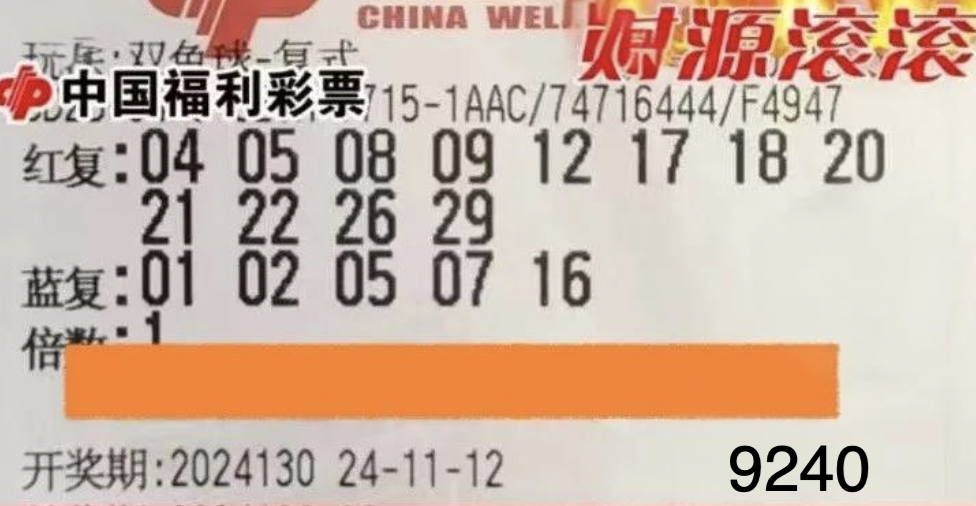 CHINA WEL
财源滚滚
玩法:双色球-复式
中国福利彩票
715-1AAC/74716444/F4947
红复:04 05 08 09 12 17 18 20
21 22 26 29
蓝复:01 02 05 07 16
倍数:1
开奖期:2024130 24-11-12 9240